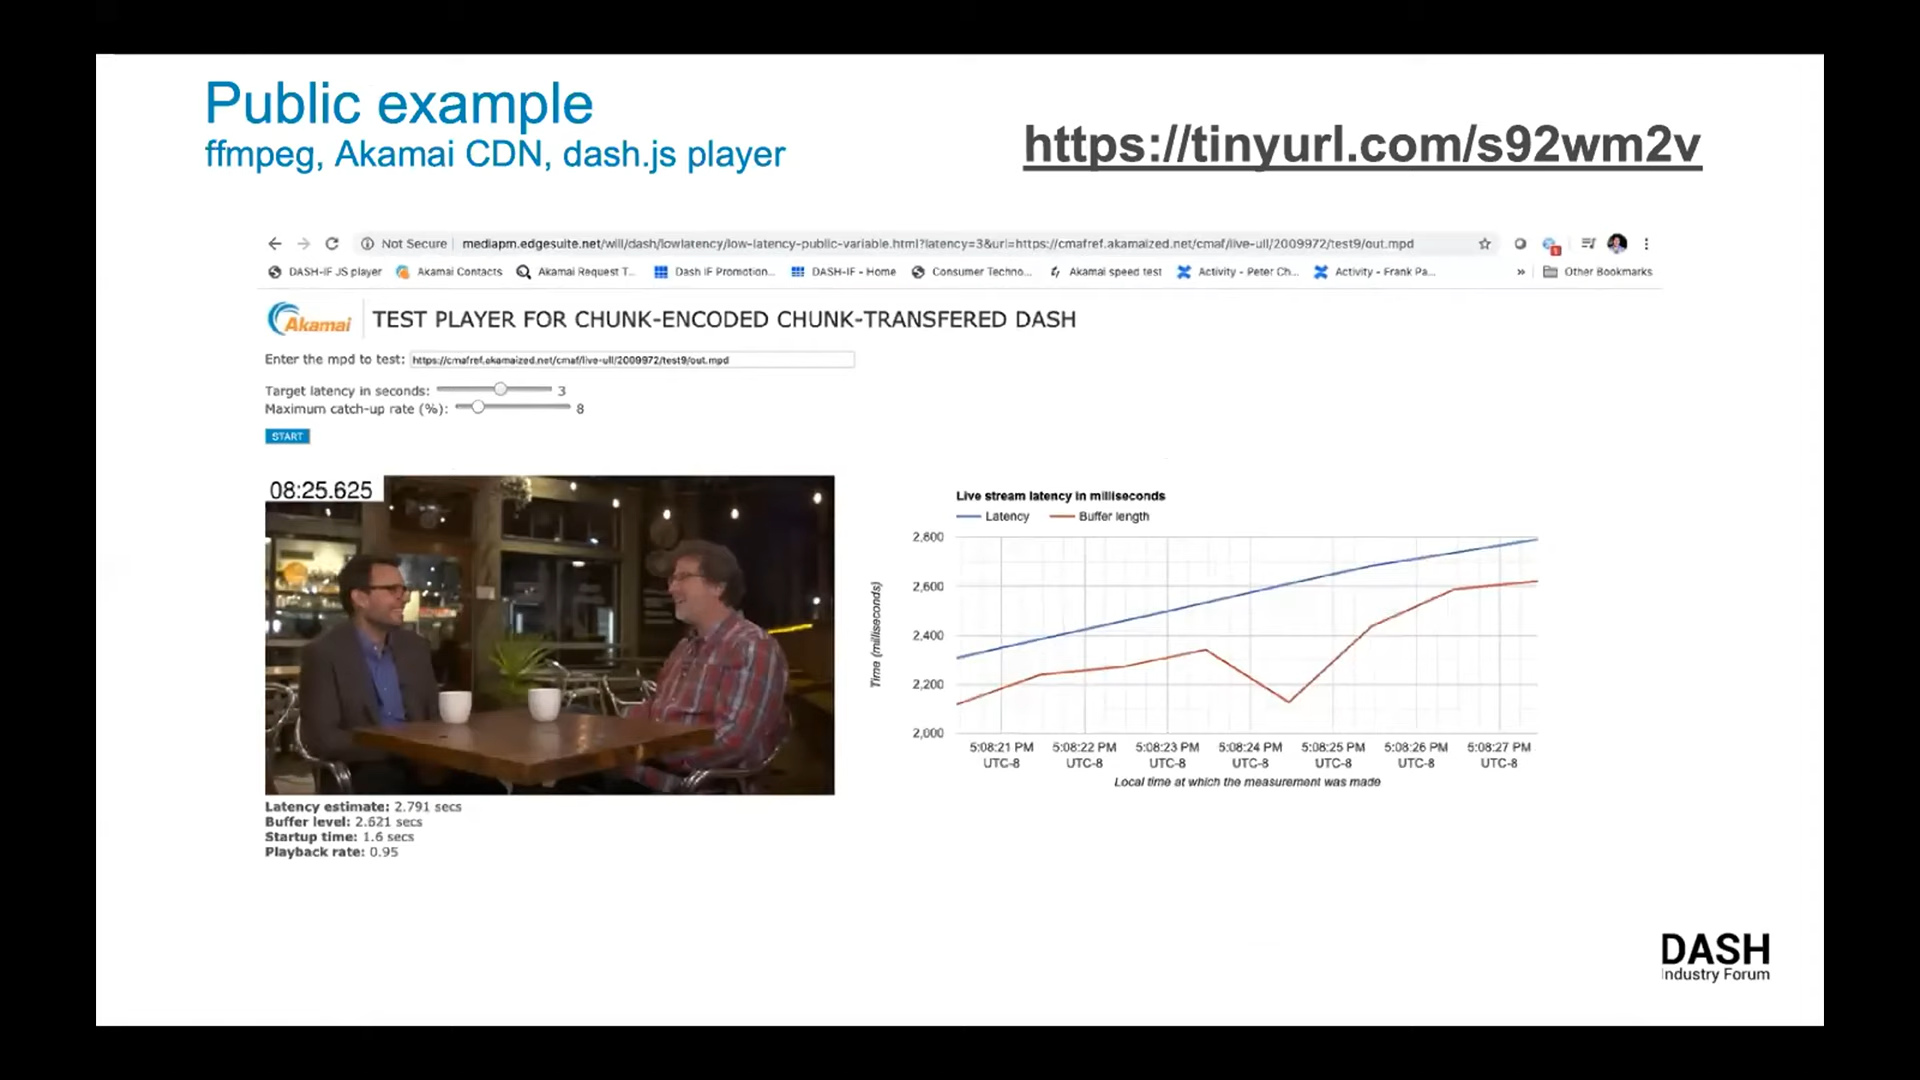 Public example
ffmpeg, Akamai CDN, dash.js player
https://tinyurl.com/s92wm2v
Not Secure | mediapm.edgesuite.net/will/dash/lowlatency/low-latency-public-variable.html?latency=3&url=https://cmafref.akamaized.net/cmaf/live-ull/2009972/test9/out.mpd
DASH-IF JS player Akamai Contacts Akamai Request T... Dash IF Promotion... DASH-IF - Home Consumer Techno... Akamai speed test Activity - Peter Ch... Activity - Frank Pa... » Other Bookmarks
Akamai TEST PLAYER FOR CHUNK-ENCODED CHUNK-TRANSFERED DASH
Enter the mpd to test: https://cmafref.akamaized.net/cmaf/live-ull/2009972/test9/out.mpd
Target latency in seconds: 3
Maximum catch-up rate (%): 8
START
08:25.625
Latency estimate: 2.791 secs
Buffer level: 2.621 secs
Startup time: 1.6 secs
Playback rate: 0.95
Live stream latency in milliseconds
Latency Buffer length
Time (milliseconds)
2,800
2,600
2,400
2,200
2,000
5:08:21 PM 5:08:22 PM 5:08:23 PM 5:08:24 PM 5:08:25 PM 5:08:26 PM 5:08:27 PM
UTC-8 UTC-8 UTC-8 UTC-8 UTC-8 UTC-8 UTC-8
Local time at which the measurement was made
DASH
Industry Forum